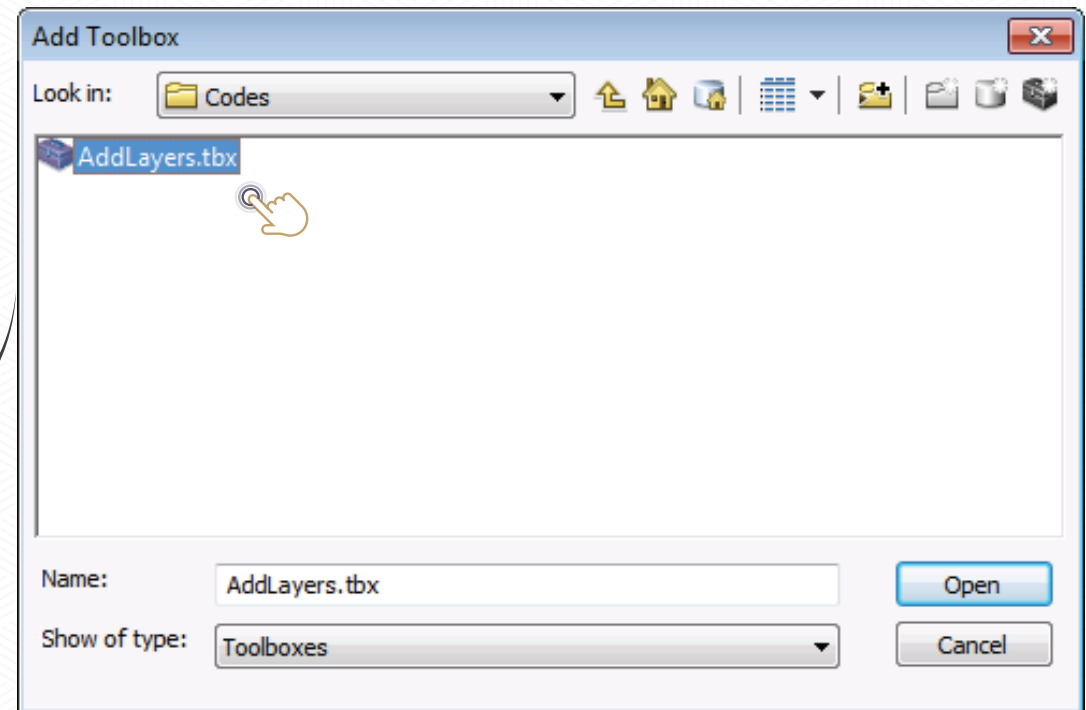 Add Toolbox
Look in: Codes
AddLayers.tbx
Name: AddLayers.tbx
Open
Show of type: Toolboxes
Cancel